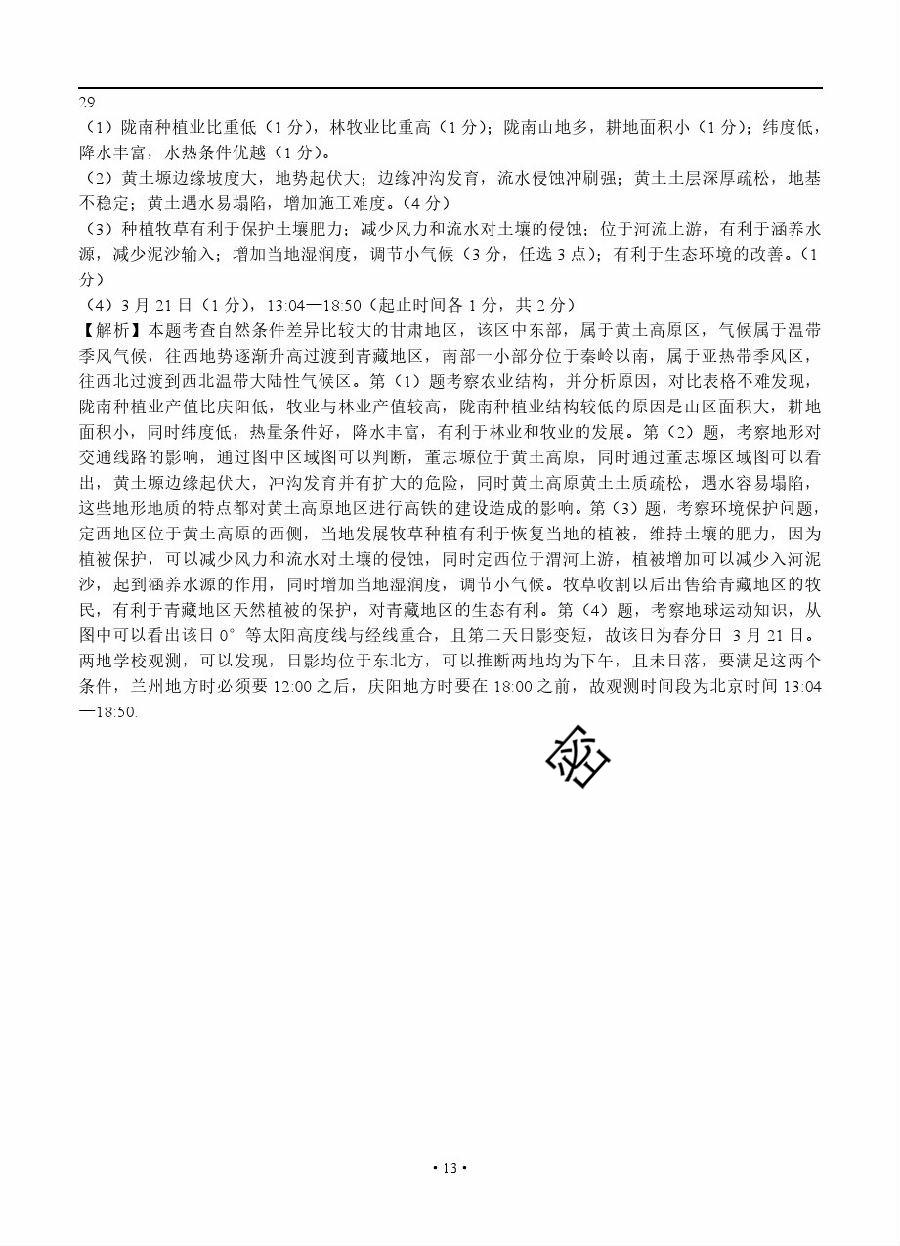 29
（1）陇南种植业比重低（1 分），林牧业比重高（1 分）；陇南山地多，耕地面积小（1 分）；纬度低，
降水丰富，水热条件优越（1 分）。
（2）黄土塬边缘坡度大，地势起伏大；边缘冲沟发育，流水侵蚀冲刷强；黄土土层深厚疏松，地基
不稳定；黄土遇水易塌陷，增加施工难度。（4 分）
（3）种植牧草有利于保护土壤肥力；减少风力和流水对土壤的侵蚀；位于河流上游，有利于涵养水
源，减少泥沙输入；增加当地湿润度，调节小气候（3 分，任选 3 点）；有利于生态环境的改善。（1
分）
（4）3 月 21 日（1 分），13:04—18:50（起止时间各 1 分，共 2 分）
【解析】本题考查自然条件差异比较大的甘肃地区，该区中东部，属于黄土高原区，气候属于温带
季风气候，往西地势逐渐升高过渡到青藏地区，南部一小部分位于秦岭以南，属于亚热带季风区，
往西北过渡到西北温带大陆性气候区。第（1）题考察农业结构，并分析原因，对比表格不难发现，
陇南种植业产值比庆阳低，牧业与林业产值较高，陇南种植业结构较低的原因是山区面积大，耕地
面积小，同时纬度低，热量条件好，降水丰富，有利于林业和牧业的发展。第（2）题，考察地形对
交通线路的影响，通过图中区域图可以判断，董志塬位于黄土高原，同时通过董志塬区域图可以看
出，黄土塬边缘起伏大，冲沟发育并有扩大的危险，同时黄土高原黄土土质疏松，遇水容易塌陷，
这些地形地质的特点都对黄土高原地区进行高铁的建设造成的影响。第（3）题，考察环境保护问题，
定西地区位于黄土高原的西侧，当地发展牧草种植有利于恢复当地的植被，维持土壤的肥力，因为
植被保护，可以减少风力和流水对土壤的侵蚀，同时定西位于渭河上游，植被增加可以减少入河泥
沙，起到涵养水源的作用，同时增加当地湿润度，调节小气候。牧草收割以后出售给青藏地区的牧
民，有利于青藏地区天然植被的保护，对青藏地区的生态有利。第（4）题，考察地球运动知识，从
图中可以看出该日 0°等太阳高度线与经线重合，且第二天日影变短，故该日为春分日 3 月 21 日。
两地学校观测，可以发现，日影均位于东北方，可以推断两地均为下午，且未日落，要满足这两个
条件，兰州地方时必须要 12:00 之后，庆阳地方时要在 18:00 之前，故观测时间段为北京时间 13:04
—18:50.
密
·13·